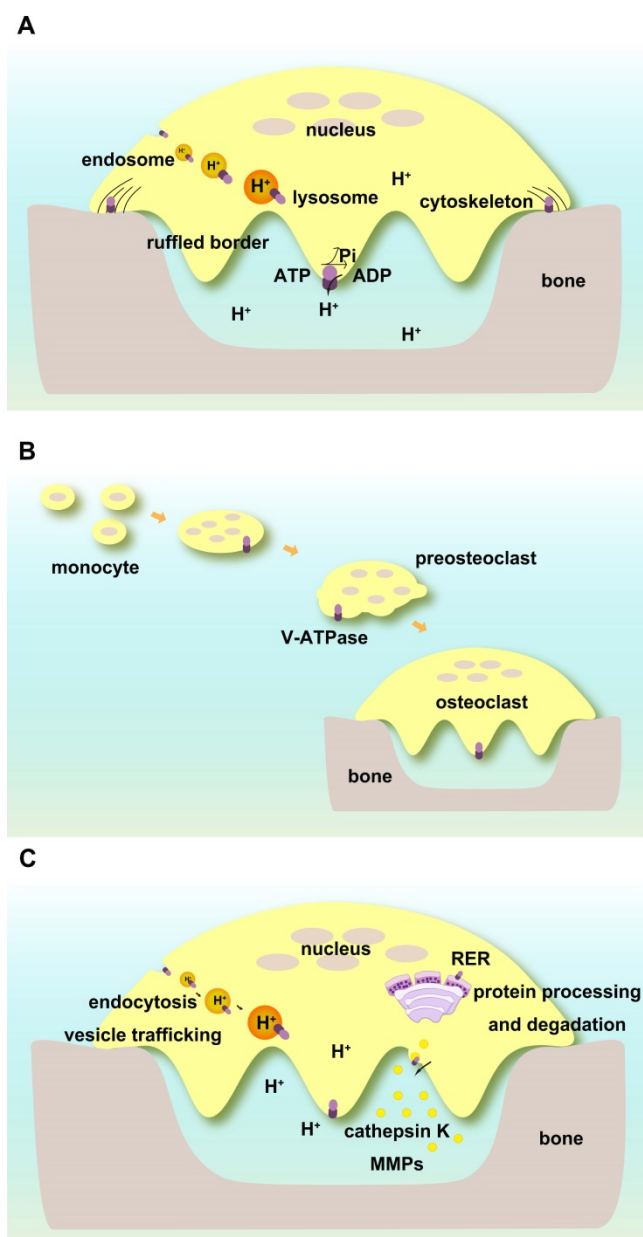 A
nucleus
endosome
H⁺
H⁺
H⁺
lysosome
H⁺
cytoskeleton
ruffled border
Pi
ATP
ADP
H⁺
H⁺
H⁺
bone
B
monocyte
preosteoclast
V-ATPase
osteoclast
bone
C
nucleus
RER
H⁺
endocytosis
H⁺
protein processing
vesicle trafficking
H⁺
and degadation
H⁺
H⁺
H⁺
cathepsin K
MMPs
bone